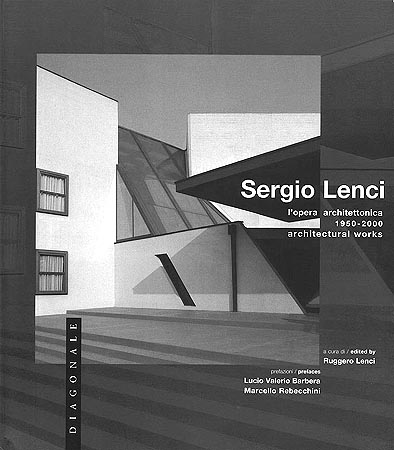 Sergio Lenci
l'opera architettonica
1950-2000
architectural works
a cura di / edited by
Ruggero Lenci
prefazioni / prefaces
Lucio Valerio Barbera
Marcello Rebecchini
DIAGONALE